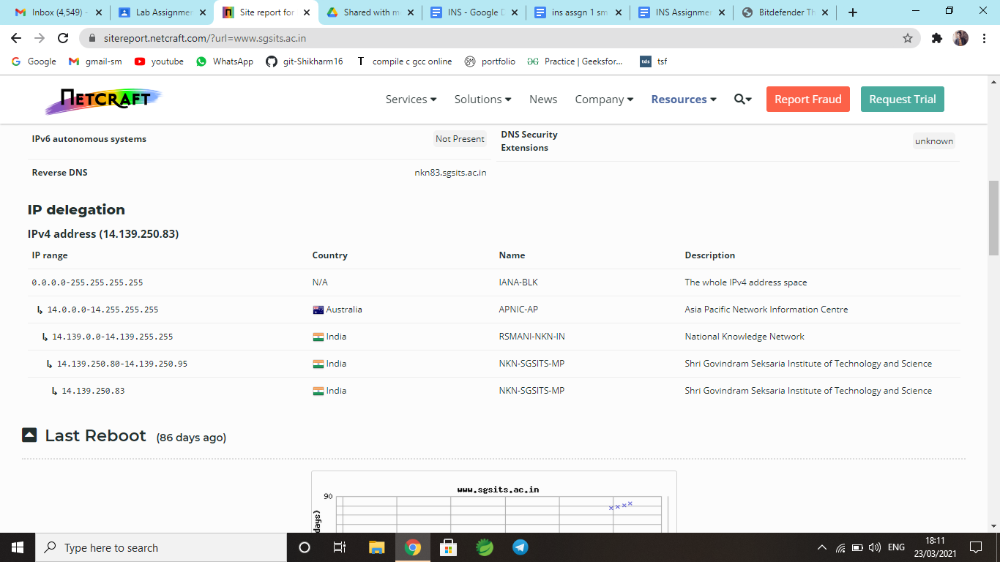 Inbox (4,549) -
Lab Assignmer
Site report for
Shared with m
INS - Google D
ins assgn 1 sm
INS Assignmer
Bitdefender Th
sitereport.netcraft.com/?url=www.sgsits.ac.in
Google
gmail-sm
youtube
WhatsApp
git-Shikharm16
T
compile c gcc online
portfolio
Practice | Geeksfor...
tds
tsf
NETCRAFT
Services
Solutions
News
Company
Resources
Report Fraud
Request Trial
IPv6 autonomous systems
Not Present
DNS Security
Extensions
unknown
Reverse DNS
nkn83.sgsits.ac.in
IP delegation
IPv4 address (14.139.250.83)
IP range Country Name Description
0.0.0.0-255.255.255.255 N/A IANA-BLK The whole IPv4 address space
↳ 14.0.0.0-14.255.255.255 Australia APNIC-AP Asia Pacific Network Information Centre
↳ 14.139.0.0-14.139.255.255 India RSMANI-NKN-IN National Knowledge Network
↳ 14.139.250.80-14.139.250.95 India NKN-SGSITS-MP Shri Govindram Seksaria Institute of Technology and Science
↳ 14.139.250.83 India NKN-SGSITS-MP Shri Govindram Seksaria Institute of Technology and Science
Last Reboot (86 days ago)
www.sgsits.ac.in
90
days)
Type here to search
ENG
18:11
23/03/2021